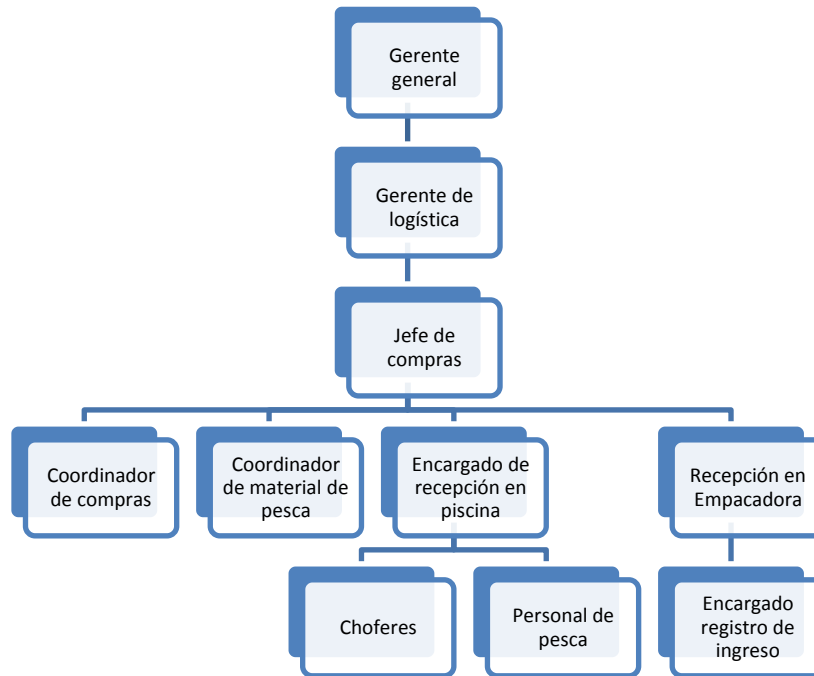 Gerente
general
Gerente de
logística
Jefe de
compras
Coordinador
de compras
Coordinador
de material de
pesca
Encargado de
recepción en
piscina
Recepción en
Empacadora
Choferes
Personal de
pesca
Encargado
registro de
ingreso